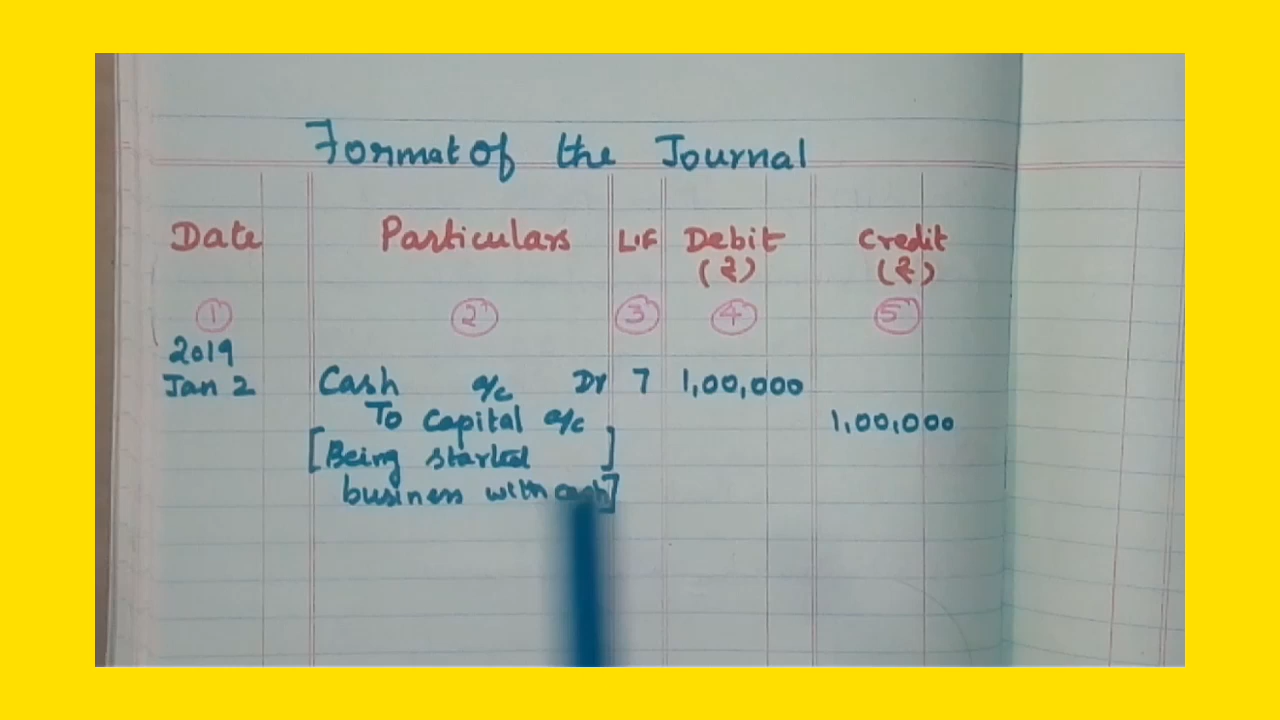 Format of the Journal
Date Particulars L.F Debit (₹) Credit (₹)
1 2 3 4 5
2019
Jan 2 Cash a/c Dr 7 1,00,000
To Capital a/c 1,00,000
[Being started ]
business with cash]